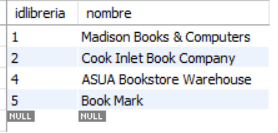 idlibreria nombre
1 Madison Books & Computers
2 Cook Inlet Book Company
4 ASUA Bookstore Warehouse
5 Book Mark
NULL NULL